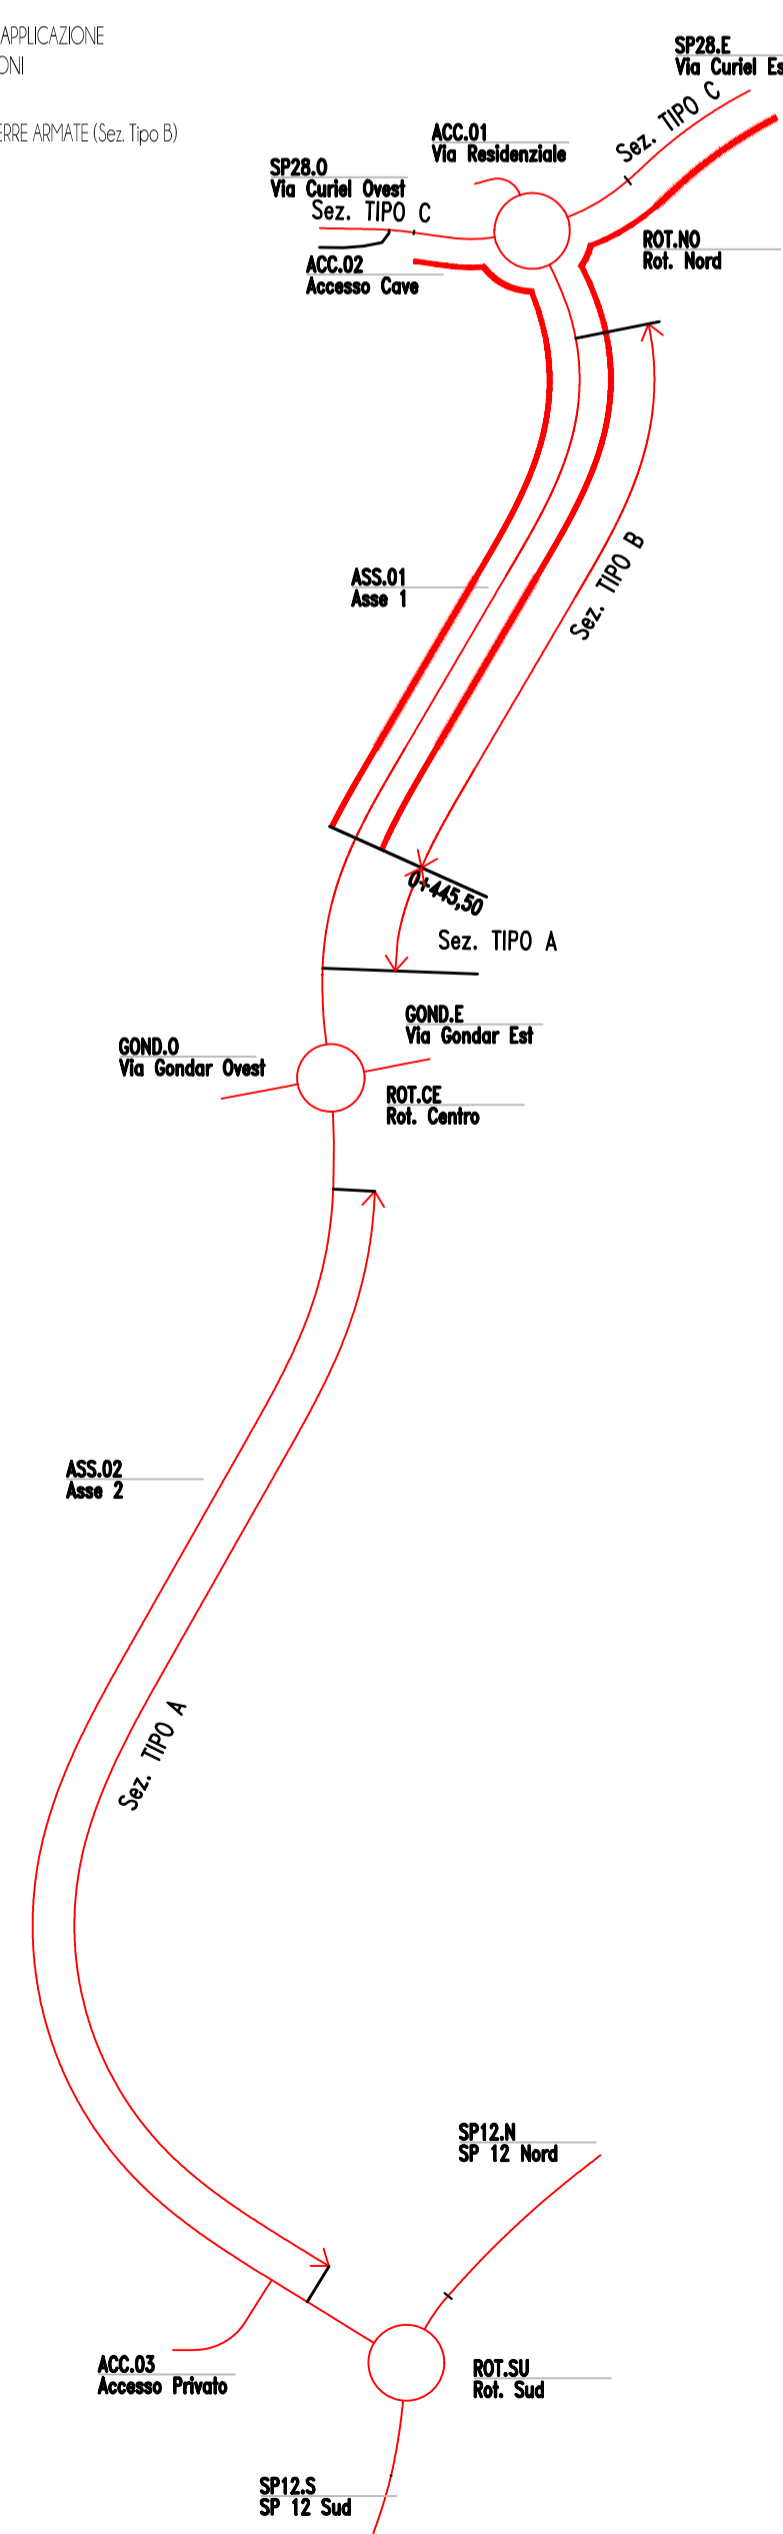 APPLICAZIONE
ONI
ERRE ARMATE (Sez. Tipo B)
SP28.E
Via Curiel Es
Sez. TIPO C
ACC.01
Via Residenziale
SP28.O
Via Curiel Ovest
Sez. TIPO C
ROT.NO
Rot. Nord
ACC.02
Accesso Cave
Sez. TIPO B
ASS.01
Asse 1
0+445,50
Sez. TIPO A
GOND.E
Via Gondar Est
GOND.O
Via Gondar Ovest
ROT.CE
Rot. Centro
ASS.02
Asse 2
Sez. TIPO A
SP12.N
SP 12 Nord
ACC.03
Accesso Privato
ROT.SU
Rot. Sud
SP12.S
SP 12 Sud